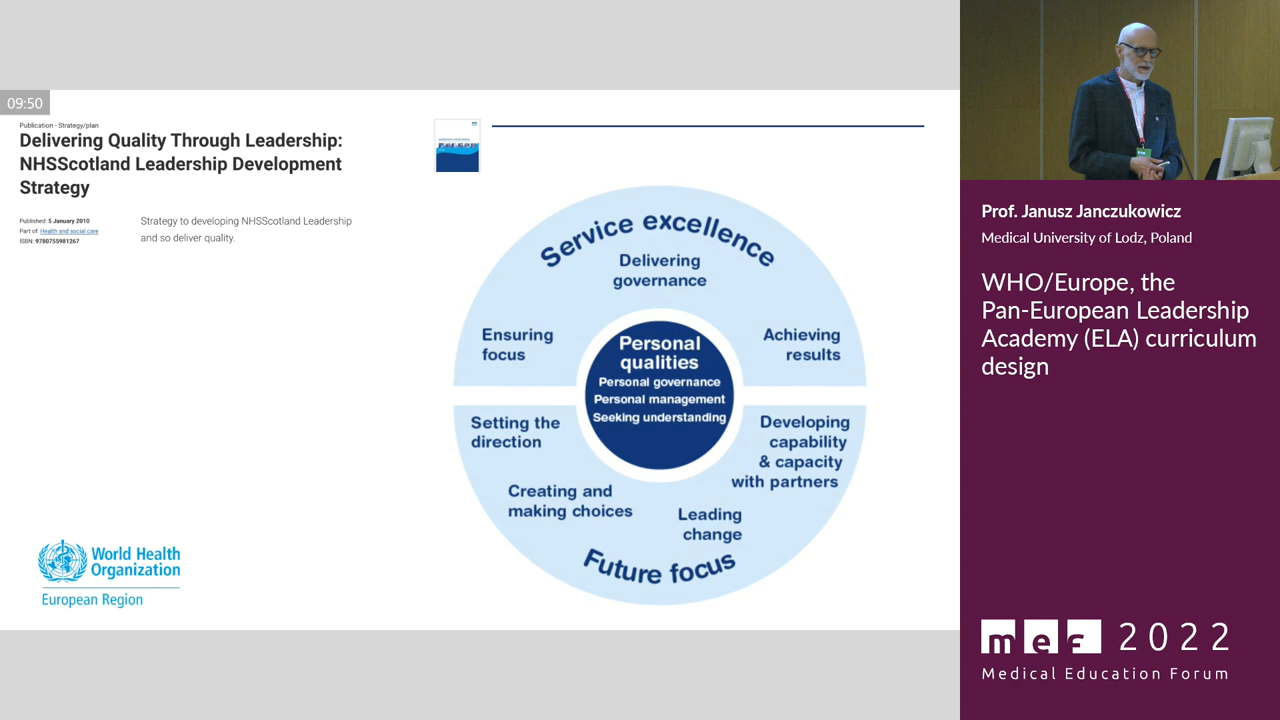 09:50
Publication - Strategy/plan
Delivering Quality Through Leadership:
NHSScotland Leadership Development
Strategy
Published: 5 January 2010
Part of: Health and social care
ISBN: 9780755981267
Strategy to developing NHSScotland Leadership
and so deliver quality.
Service excellence
Delivering
governance
Ensuring
focus
Achieving
results
Personal
qualities
Personal governance
Personal management
Seeking understanding
Setting the
direction
Developing
capability
& capacity
with partners
Creating and
making choices
Leading
change
Future focus
World Health
Organization
European Region
Prof. Janusz Janczukowicz
Medical University of Lodz, Poland
WHO/Europe, the
Pan-European Leadership
Academy (ELA) curriculum
design
mef 2022
Medical Education Forum